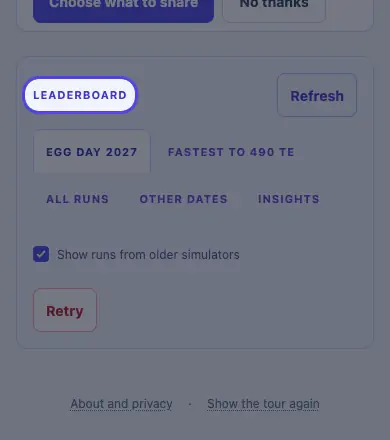 Choose what to share No thanks
LEADERBOARD Refresh
EGG DAY 2027 FASTEST TO 490 TE
ALL RUNS OTHER DATES INSIGHTS
Show runs from older simulators
Retry
About and privacy · Show the tour again